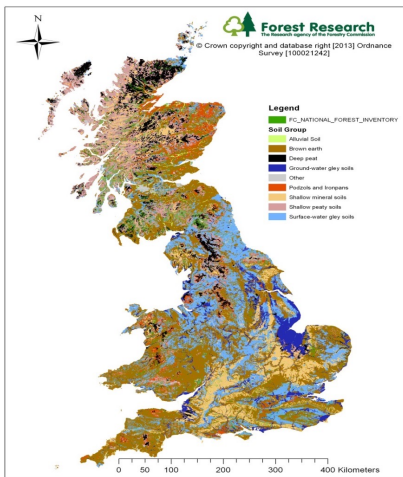 N
Forest Research
The Research Agency of the Forestry Commission
© Crown copyright and database right [2013] Ordnance
Survey [100021242]
Legend
FC_NATIONAL_FOREST_INVENTORY
Soil Group
Alluvial Soil
Brown earth
Deep peat
Ground-water gley soils
Other
Podzols and Ironpans
Shallow mineral soils
Shallow peaty soils
Surface-water gley soils
0 50 100 200 300 400 Kilometers